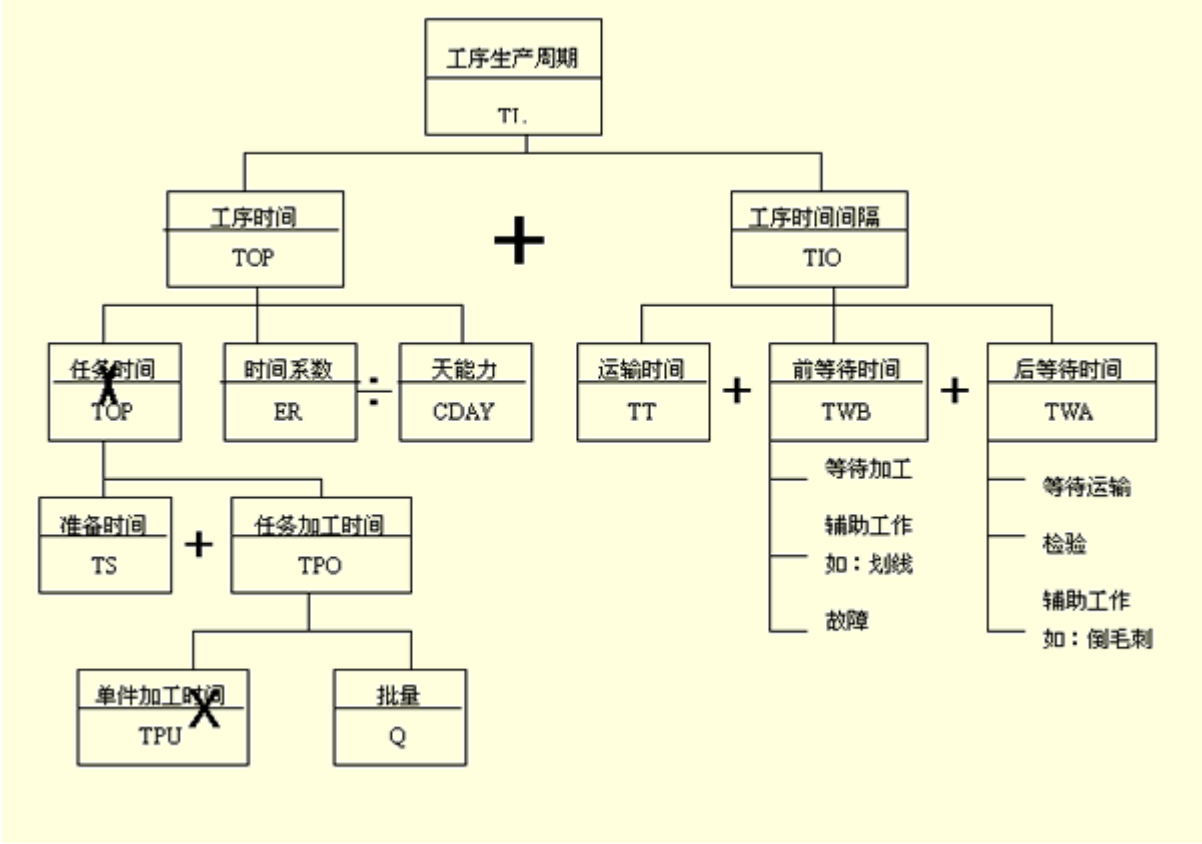 工序生产周期
TL
工序时间
TOP
+
工序时间间隔
TIO
任务时间
TOP
X
时间系数
ER
÷
天能力
CDAY
运输时间
TT
+
前等待时间
TWB
+
后等待时间
TWA
等待加工
辅助工作
如：划线
故障
等待运输
检验
辅助工作
如：倒毛刺
准备时间
TS
+
任务加工时间
TPO
单件加工时间
TPU
X
批量
Q